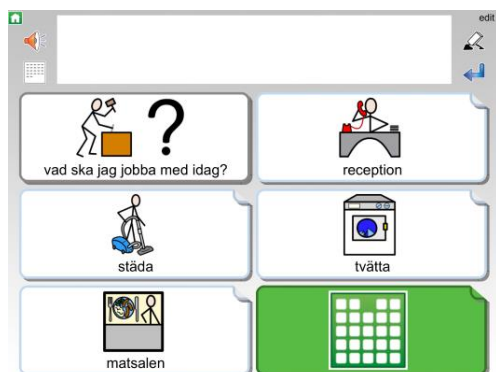 edit
vad ska jag jobba med idag?
reception
städa
tvätta
matsalen